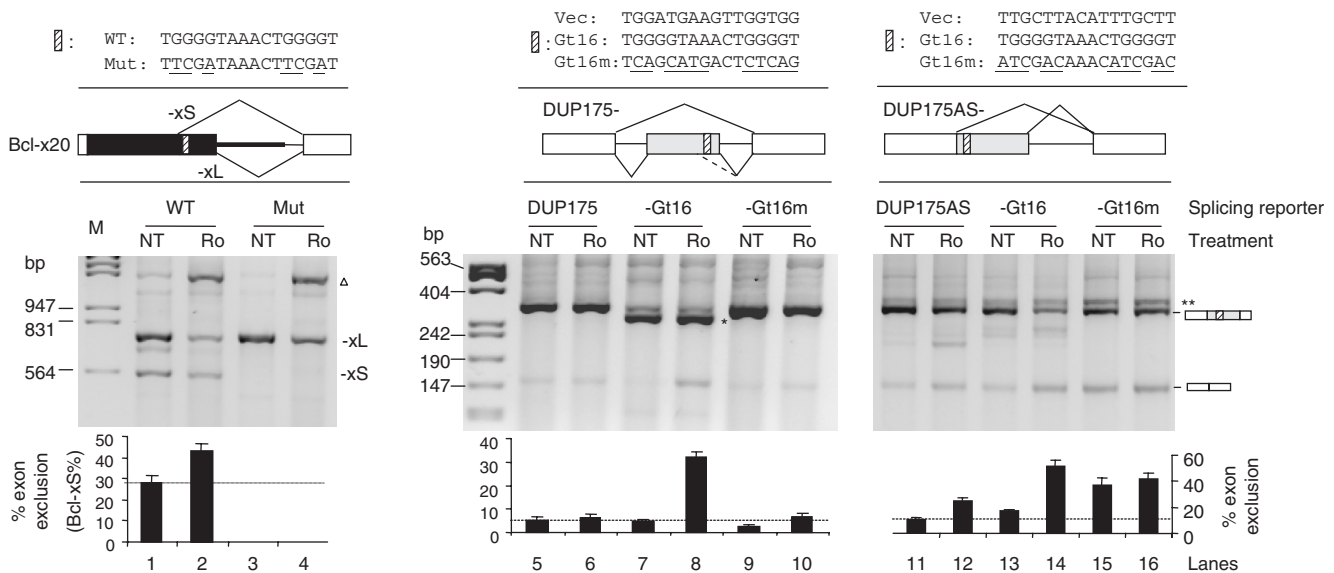 WT: TGGGGTAAACTGGGGT
Mut: TTCGATAAACTTCGAT
-xS
Bcl-x20
-xL
WT Mut
M NT Ro NT Ro
bp
947
831
564
Δ
-xL
-xS
% exon exclusion (Bcl-xS%)
50
40
30
20
10
0
1 2 3 4
Vec: TGGATGAAGTTGGTGG
Gt16: TGGGGTAAACTGGGGT
Gt16m: TCAGCATGACTCTCAG
DUP175-
DUP175 -Gt16 -Gt16m
bp NT Ro NT Ro NT Ro
563
404
242
190
147
*
40
30
20
10
0
5 6 7 8 9 10
Vec: TTGCTTACATTTGCTT
Gt16: TGGGGTAAACTGGGGT
Gt16m: ATCGACAAACATCGAC
DUP175AS-
DUP175AS -Gt16 -Gt16m Splicing reporter
NT Ro NT Ro NT Ro Treatment
**
60
40
20
0
% exon exclusion
11 12 13 14 15 16 Lanes